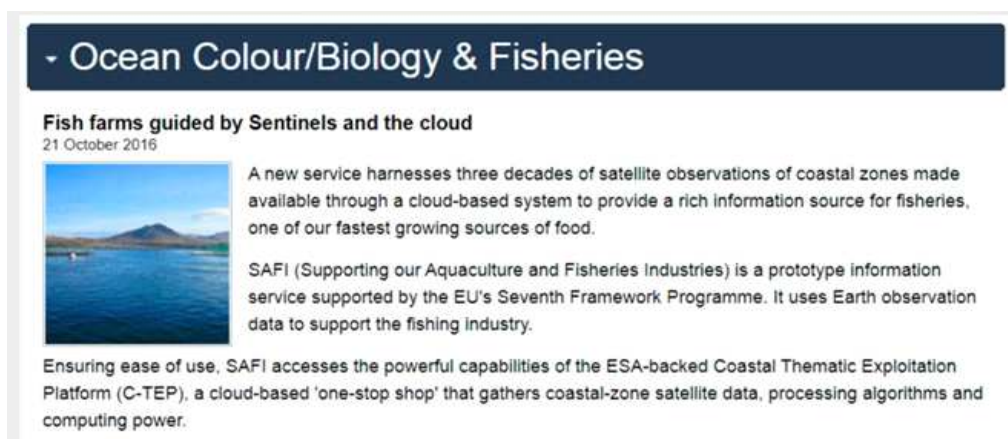 Ocean Colour/Biology & Fisheries
Fish farms guided by Sentinels and the cloud
21 October 2016
A new service harnesses three decades of satellite observations of coastal zones made
available through a cloud-based system to provide a rich information source for fisheries,
one of our fastest growing sources of food.
SAFI (Supporting our Aquaculture and Fisheries Industries) is a prototype information
service supported by the EU's Seventh Framework Programme. It uses Earth observation
data to support the fishing industry.
Ensuring ease of use, SAFI accesses the powerful capabilities of the ESA-backed Coastal Thematic Exploitation
Platform (C-TEP), a cloud-based 'one-stop shop' that gathers coastal-zone satellite data, processing algorithms and
computing power.